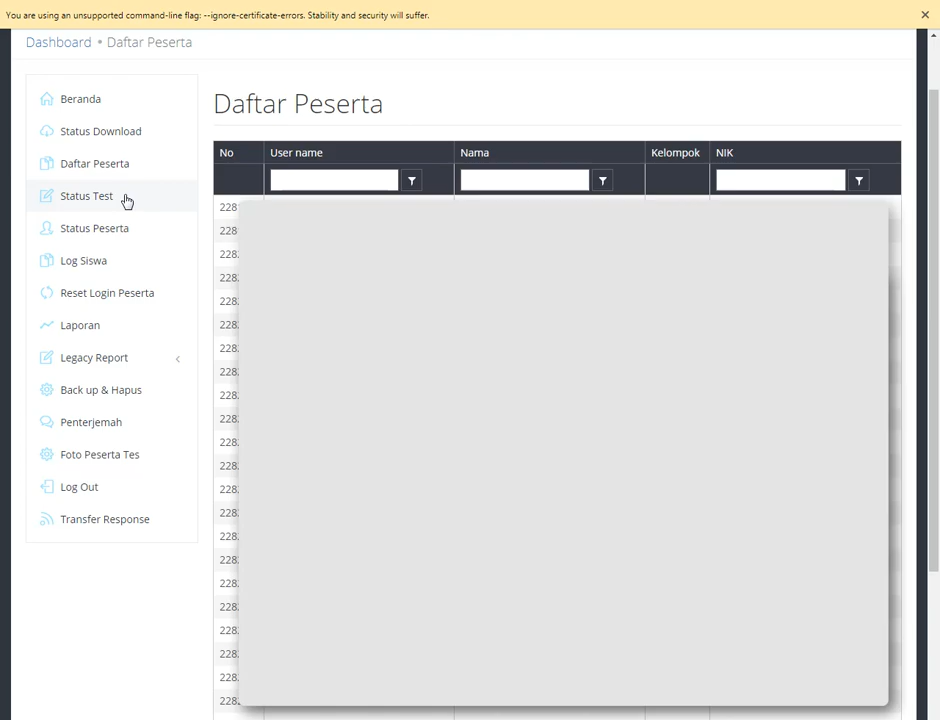 You are using an unsupported command-line flag: --ignore-certificate-errors. Stability and security will suffer.
Dashboard • Daftar Peserta
Beranda
Status Download
Daftar Peserta
Status Test
Status Peserta
Log Siswa
Reset Login Peserta
Laporan
Legacy Report
Back up & Hapus
Penterjemah
Foto Peserta Tes
Log Out
Transfer Response
Daftar Peserta
No User name Nama Kelompok NIK